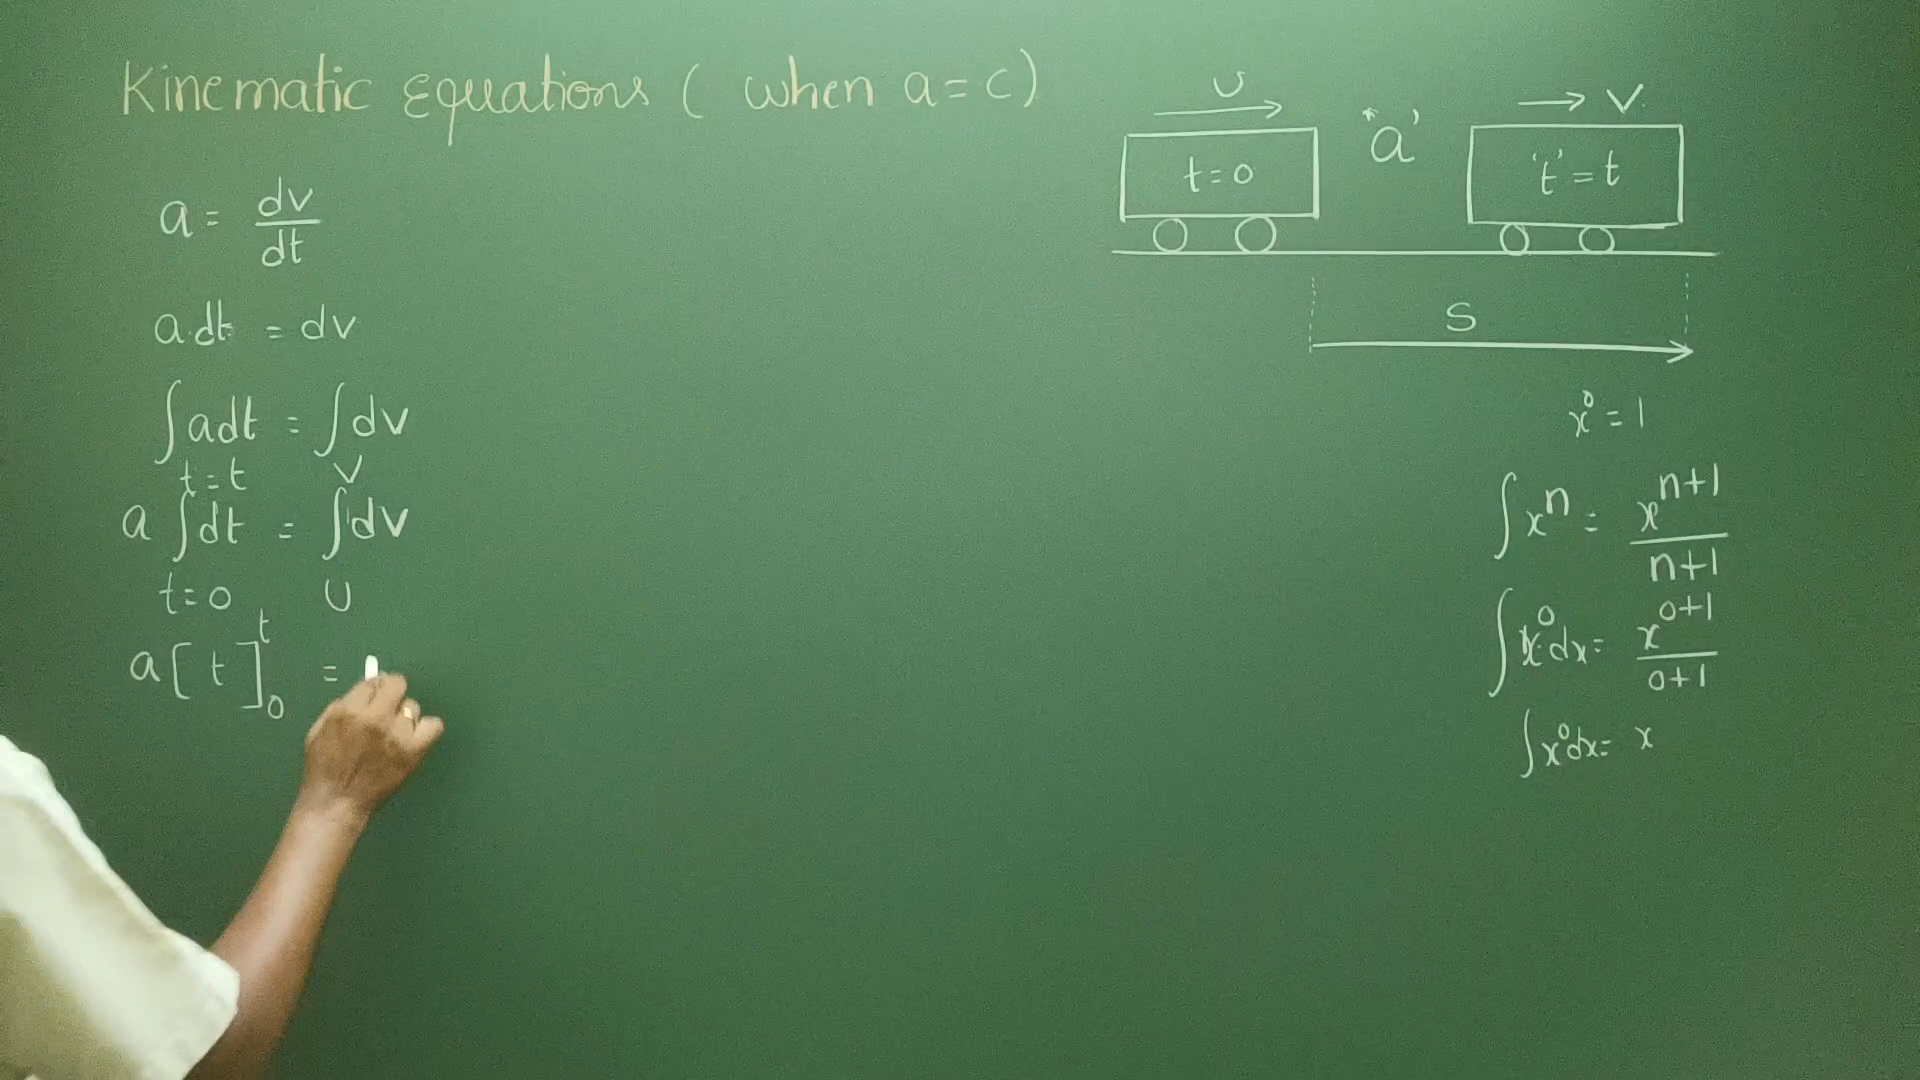 Kinematic Equations ( when a = c )
a = dv/dt
a.dt = dv
∫adt = ∫dv
t=t V
a ∫dt = ∫dv
t=0 U
a[t]ₒᵗ =
U
V
'a'
t=0
't' = t
S
x⁰ = 1
∫xⁿ = xⁿ⁺¹/n+1
∫x⁰dx = x⁰⁺¹/0+1
∫x⁰dx = x